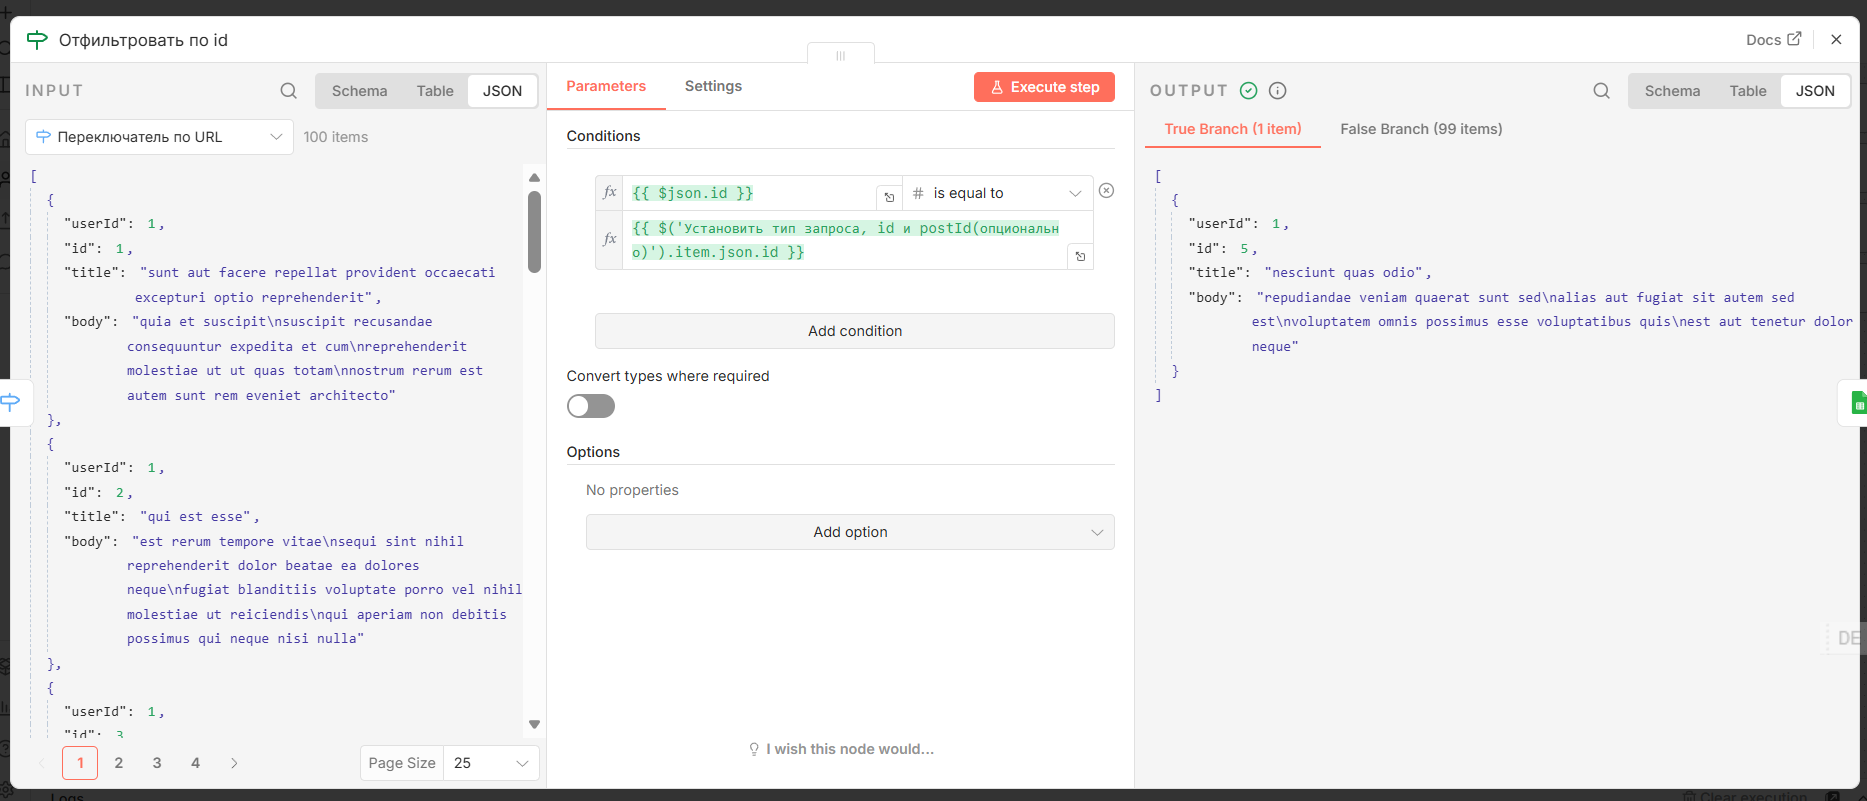 Отфильтровать по id
Docs
INPUT
Schema
Table
JSON
Переключатель по URL
100 items
[
{
"userId": 1,
"id": 1,
"title": "sunt aut facere repellat provident occaecati
excepturi optio reprehenderit",
"body": "quia et suscipit\nsuscipit recusandae
consequuntur expedita et cum\nreprehenderit
molestiae ut ut quas totam\nnostrum rerum est
autem sunt rem eveniet architecto"
},
{
"userId": 1,
"id": 2,
"title": "qui est esse",
"body": "est rerum tempore vitae\nsequi sint nihil
reprehenderit dolor beatae ea dolores
neque\nfugiat blanditiis voluptate porro vel nihil
molestiae ut reiciendis\nqui aperiam non debitis
possimus qui neque nisi nulla"
},
{
"userId": 1,
"id": 3
1
2
3
4
Page Size
25
Parameters
Settings
Execute step
Conditions
fx
{{ $json.id }}
# is equal to
fx
{{ $('Установить тип запроса, id и postId(опциональн
о)').item.json.id }}
Add condition
Convert types where required
Options
No properties
Add option
I wish this node would...
OUTPUT
Schema
Table
JSON
True Branch (1 item)
False Branch (99 items)
[
{
"userId": 1,
"id": 5,
"title": "nesciunt quas odio",
"body": "repudiandae veniam quaerat sunt sed\nalias aut fugiat sit autem sed
est\nvoluptatem omnis possimus esse voluptatibus quis\nest aut tenetur dolor
neque"
}
]
DE
Logs
Clear execution